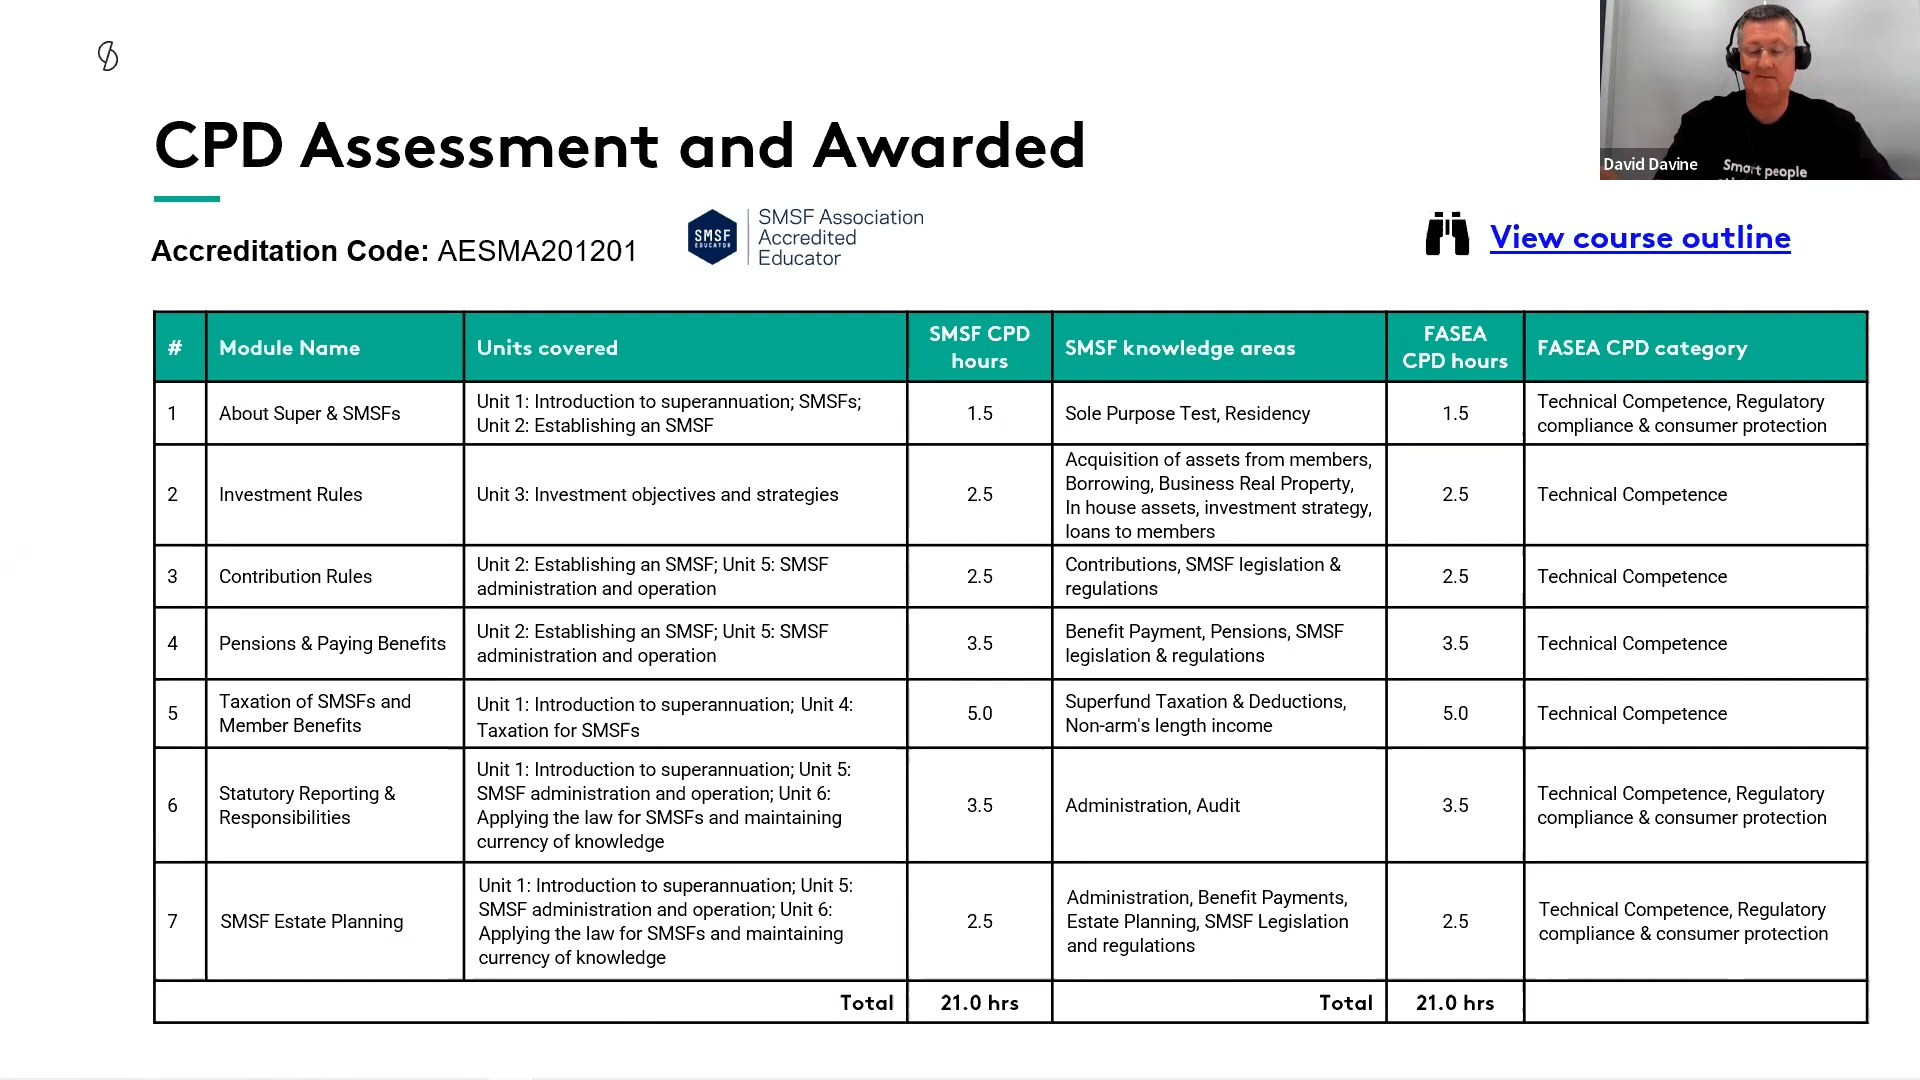 David Davine
Smart people
CPD Assessment and Awarded
Accreditation Code: AESMA201201
SMSF
EDUCATOR
SMSF Association
Accredited
Educator
View course outline
# Module Name Units covered SMSF CPD hours SMSF knowledge areas FASEA CPD hours FASEA CPD category
1 About Super & SMSFs
Unit 1: Introduction to superannuation; SMSFs;
Unit 2: Establishing an SMSF
1.5
Sole Purpose Test, Residency
1.5
Technical Competence, Regulatory
compliance & consumer protection
2 Investment Rules
Unit 3: Investment objectives and strategies
2.5
Acquisition of assets from members,
Borrowing, Business Real Property,
In house assets, investment strategy,
loans to members
2.5
Technical Competence
3 Contribution Rules
Unit 2: Establishing an SMSF; Unit 5: SMSF
administration and operation
2.5
Contributions, SMSF legislation &
regulations
2.5
Technical Competence
4 Pensions & Paying Benefits
Unit 2: Establishing an SMSF; Unit 5: SMSF
administration and operation
3.5
Benefit Payment, Pensions, SMSF
legislation & regulations
3.5
Technical Competence
5 Taxation of SMSFs and
Member Benefits
Unit 1: Introduction to superannuation; Unit 4:
Taxation for SMSFs
5.0
Superfund Taxation & Deductions,
Non-arm's length income
5.0
Technical Competence
6 Statutory Reporting &
Responsibilities
Unit 1: Introduction to superannuation; Unit 5:
SMSF administration and operation; Unit 6:
Applying the law for SMSFs and maintaining
currency of knowledge
3.5
Administration, Audit
3.5
Technical Competence, Regulatory
compliance & consumer protection
7 SMSF Estate Planning
Unit 1: Introduction to superannuation; Unit 5:
SMSF administration and operation; Unit 6:
Applying the law for SMSFs and maintaining
currency of knowledge
2.5
Administration, Benefit Payments,
Estate Planning, SMSF Legislation
and regulations
2.5
Technical Competence, Regulatory
compliance & consumer protection
Total 21.0 hrs Total 21.0 hrs